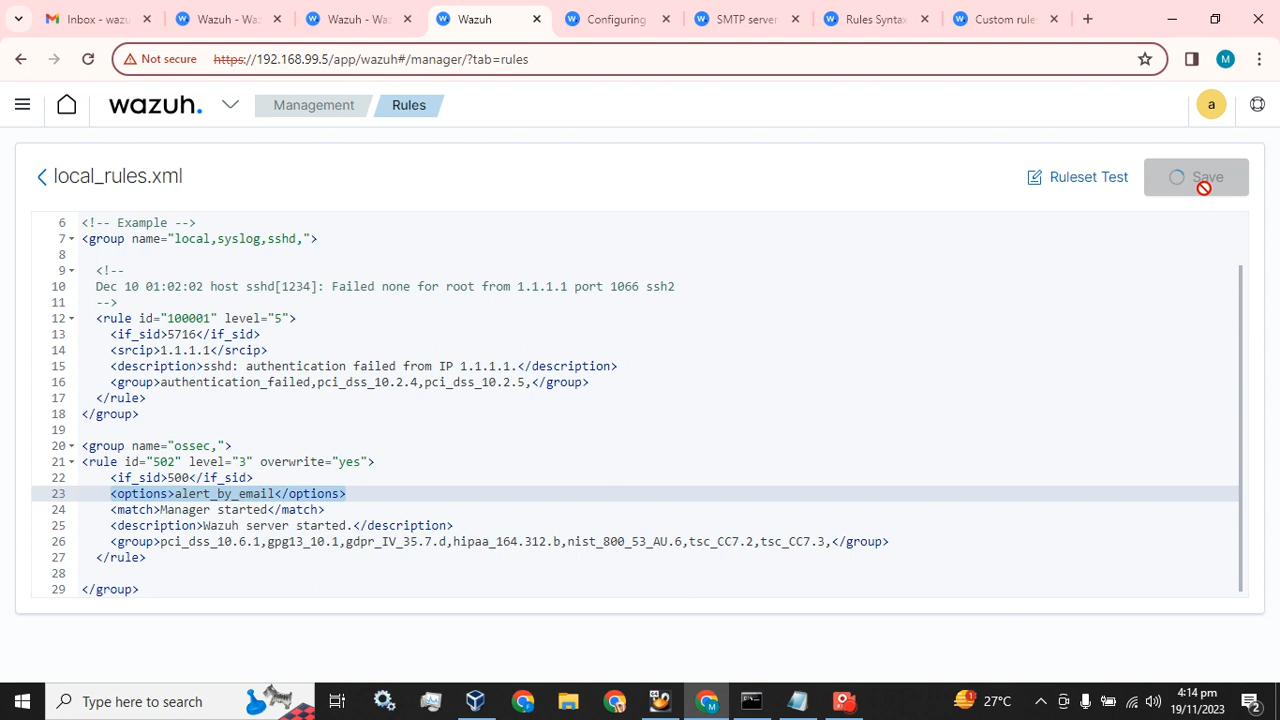 Inbox - wazu
Wazuh - Waz
Wazuh - Waz
Wazuh
Configuring
SMTP server
Rules Syntax
Custom rules
Not secure
https://192.168.99.5/app/wazuh#/manager/?tab=rules
M
wazuh.
Management
Rules
a
local_rules.xml
Ruleset Test
Save
6 <!-- Example -->
7 <group name="local,syslog,sshd,">
8
9 <!--
10 Dec 10 01:02:02 host sshd[1234]: Failed none for root from 1.1.1.1 port 1066 ssh2
11 -->
12 <rule id="100001" level="5">
13 <if_sid>5716</if_sid>
14 <srcip>1.1.1.1</srcip>
15 <description>sshd: authentication failed from IP 1.1.1.1.</description>
16 <group>authentication_failed,pci_dss_10.2.4,pci_dss_10.2.5,</group>
17 </rule>
18 </group>
19
20 <group name="ossec,">
21 <rule id="502" level="3" overwrite="yes">
22 <if_sid>500</if_sid>
23 <options>alert_by_email</options>
24 <match>Manager started</match>
25 <description>Wazuh server started.</description>
26 <group>pci_dss_10.6.1,gpg13_10.1,gdpr_IV_35.7.d,hipaa_164.312.b,nist_800_53_AU.6,tsc_CC7.2,tsc_CC7.3,</group>
27 </rule>
28
29 </group>
Type here to search
27°C
4:14 pm
19/11/2023
2